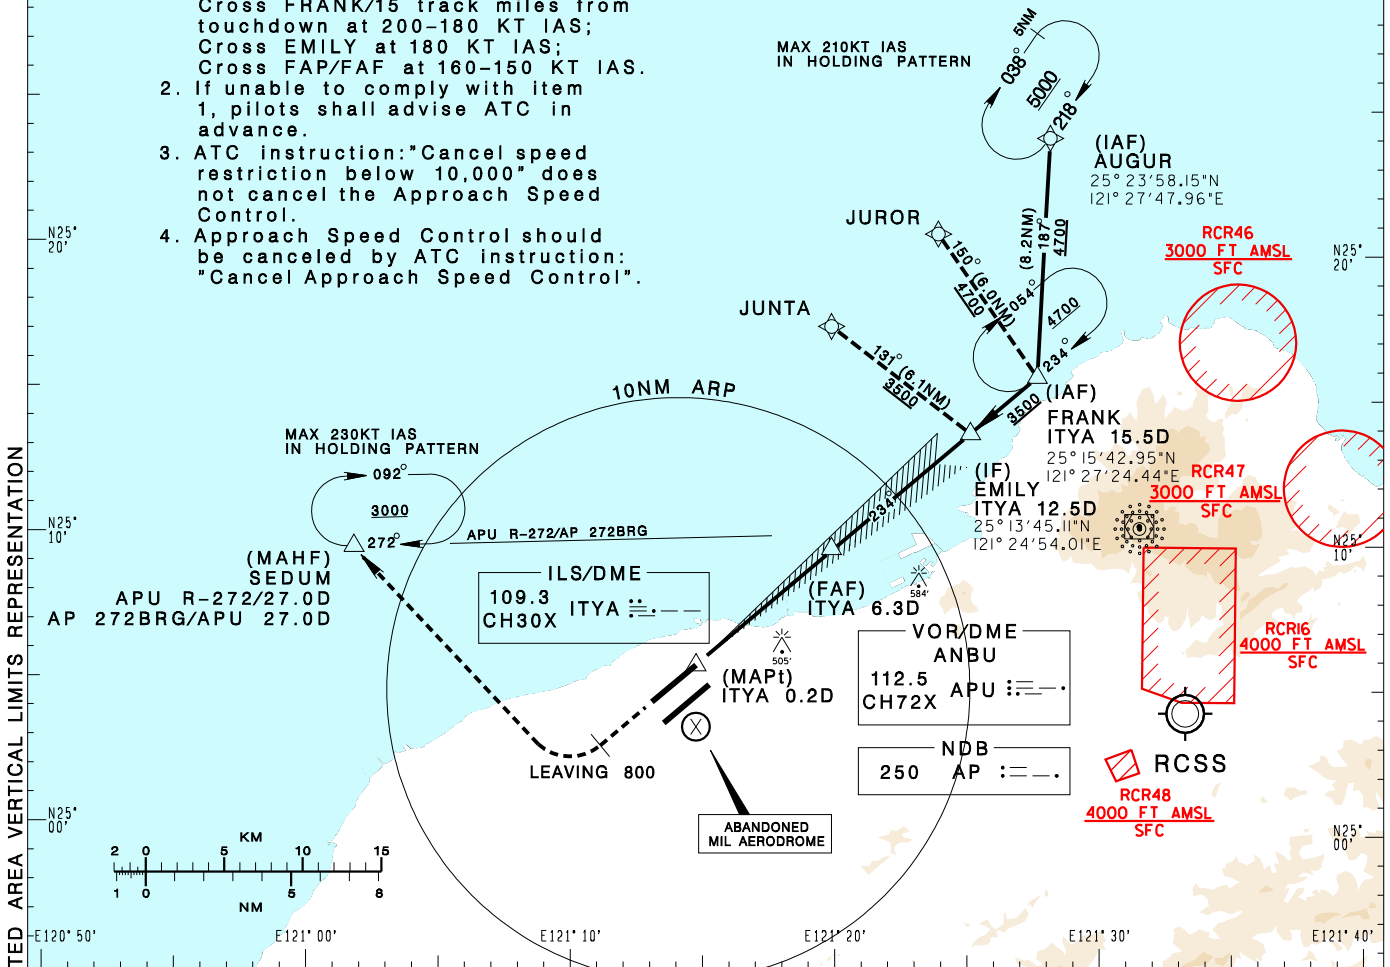 Cross FRANK/15 track miles from
touchdown at 200-180 KT IAS;
Cross EMILY at 180 KT IAS;
Cross FAP/FAF at 160-150 KT IAS.
2. If unable to comply with item
1, pilots shall advise ATC in
advance.
3. ATC instruction:"Cancel speed
restriction below 10,000" does
not cancel the Approach Speed
Control.
4. Approach Speed Control should
be canceled by ATC instruction:
"Cancel Approach Speed Control".
MAX 210KT IAS
IN HOLDING PATTERN
5NM
038°
5000
218°
(IAF)
AUGUR
25°23'58.15"N
121°27'47.96"E
JUROR
150° (6.0NM)
4700
(8.2NM)
187°
4700
054°
4700
234°
JUNTA
131° (6.1NM)
3500
3500
(IAF)
FRANK
ITYA 15.5D
25°15'42.95"N
121°27'24.44"E
(IF)
EMILY
ITYA 12.5D
25°13'45.11"N
121°24'54.01"E
234°
RCR46
3000 FT AMSL
SFC
RCR47
3000 FT AMSL
SFC
RCR16
4000 FT AMSL
SFC
RCR48
4000 FT AMSL
SFC
RCSS
10NM ARP
MAX 230KT IAS
IN HOLDING PATTERN
092°
3000
272°
APU R-272/AP 272BRG
(MAHF)
SEDUM
APU R-272/27.0D
AP 272BRG/APU 27.0D
ILS/DME
109.3
CH30X
ITYA
(FAF)
ITYA 6.3D
584'
505'
(MAPt)
ITYA 0.2D
VOR/DME
ANBU
112.5
CH72X
APU
NDB
250 AP
LEAVING 800
ABANDONED
MIL AERODROME
KM
2 0 5 10 15
1 0 5 8
NM
N25°
20'
N25°
10'
N25°
00'
N25°
20'
N25°
10'
N25°
00'
E120°50'
E121°00'
E121°10'
E121°20'
E121°30'
E121°40'
TED AREA VERTICAL LIMITS REPRESENTATION